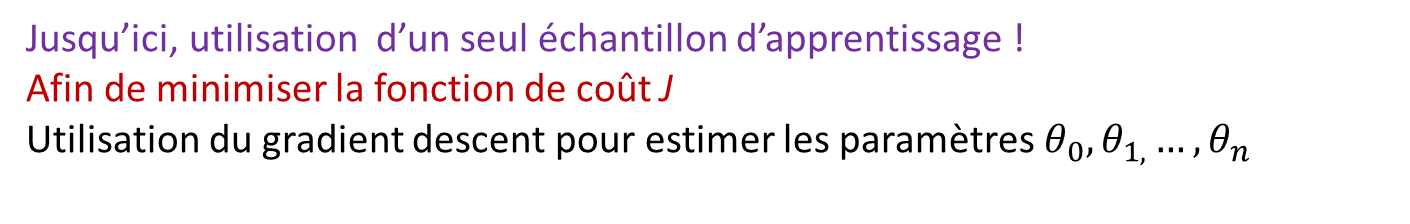 Jusqu'ici, utilisation d'un seul échantillon d'apprentissage !
Afin de minimiser la fonction de coût J
Utilisation du gradient descent pour estimer les paramètres θ₀, θ₁, … , θₙ